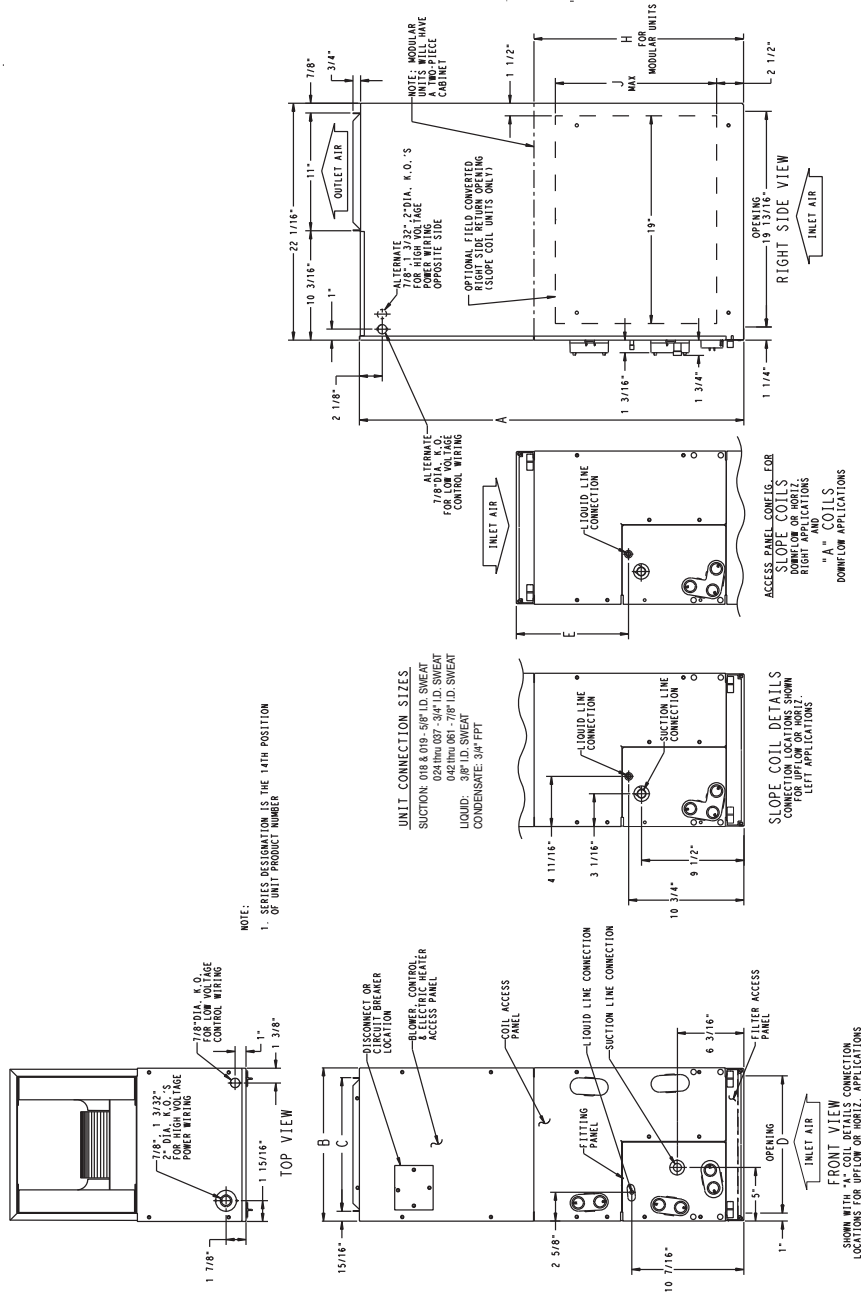 7/8", 1 3/32"
2" DIA. K.O.'S
FOR HIGH VOLTAGE
POWER WIRING
7/8"DIA. K.O.
FOR LOW VOLTAGE
CONTROL WIRING
1 7/8"
1 15/16"
1"
1 3/8"
TOP VIEW
NOTE:
1. SERIES DESIGNATION IS THE 14TH POSITION
OF UNIT PRODUCT NUMBER
15/16"
B
C
DISCONNECT OR
CIRCUIT BREAKER
LOCATION
BLOWER, CONTROL,
& ELECTRIC HEATER
ACCESS PANEL
COIL ACCESS
PANEL
FITTING
PANEL
LIQUID LINE CONNECTION
SUCTION LINE CONNECTION
2 5/8"
10 7/16"
5"
6 3/16"
FILTER ACCESS
PANEL
1"
OPENING
D
INLET AIR
FRONT VIEW
SHOWN WITH "A" COIL DETAILS CONNECTION
LOCATIONS FOR UPFLOW OR HORIZ. APPLICATIONS
UNIT CONNECTION SIZES
SUCTION: 018 & 019 - 5/8" I.D. SWEAT
024 thru 037 - 3/4" I.D. SWEAT
042 thru 061 - 7/8" I.D. SWEAT
LIQUID: 3/8" I.D. SWEAT
CONDENSATE: 3/4" FPT
4 11/16"
3 1/16"
LIQUID LINE
CONNECTION
SUCTION LINE
CONNECTION
10 3/4"
9 1/2"
SLOPE COIL DETAILS
CONNECTION LOCATIONS SHOWN
FOR UPFLOW OR HORIZ.
LEFT APPLICATIONS
INLET AIR
E
LIQUID LINE
CONNECTION
ACCESS PANEL CONFIG. FOR
SLOPE COILS
DOWNFLOW OR HORIZ.
RIGHT APPLICATIONS
AND
"A" COILS
DOWNFLOW APPLICATIONS
22 1/16"
10 3/16"
11"
7/8"
3/4"
1"
2 1/8"
OUTLET AIR
ALTERNATE
7/8",1 3/32",2"DIA. K.O.'S
FOR HIGH VOLTAGE
POWER WIRING
OPPOSITE SIDE
ALTERNATE
7/8"DIA. K.O.
FOR LOW VOLTAGE
CONTROL WIRING
NOTE: MODULAR
UNITS WILL HAVE
A TWO-PIECE
CABINET
A
OPTIONAL FIELD CONVERTED
RIGHT SIDE RETURN OPENING
(SLOPE COIL UNITS ONLY)
19"
1 1/2"
H
FOR
MODULAR UNITS
J
MAX
2 1/2"
1 3/16"
1 3/4"
1 1/4"
OPENING
19 13/16"
RIGHT SIDE VIEW
INLET AIR